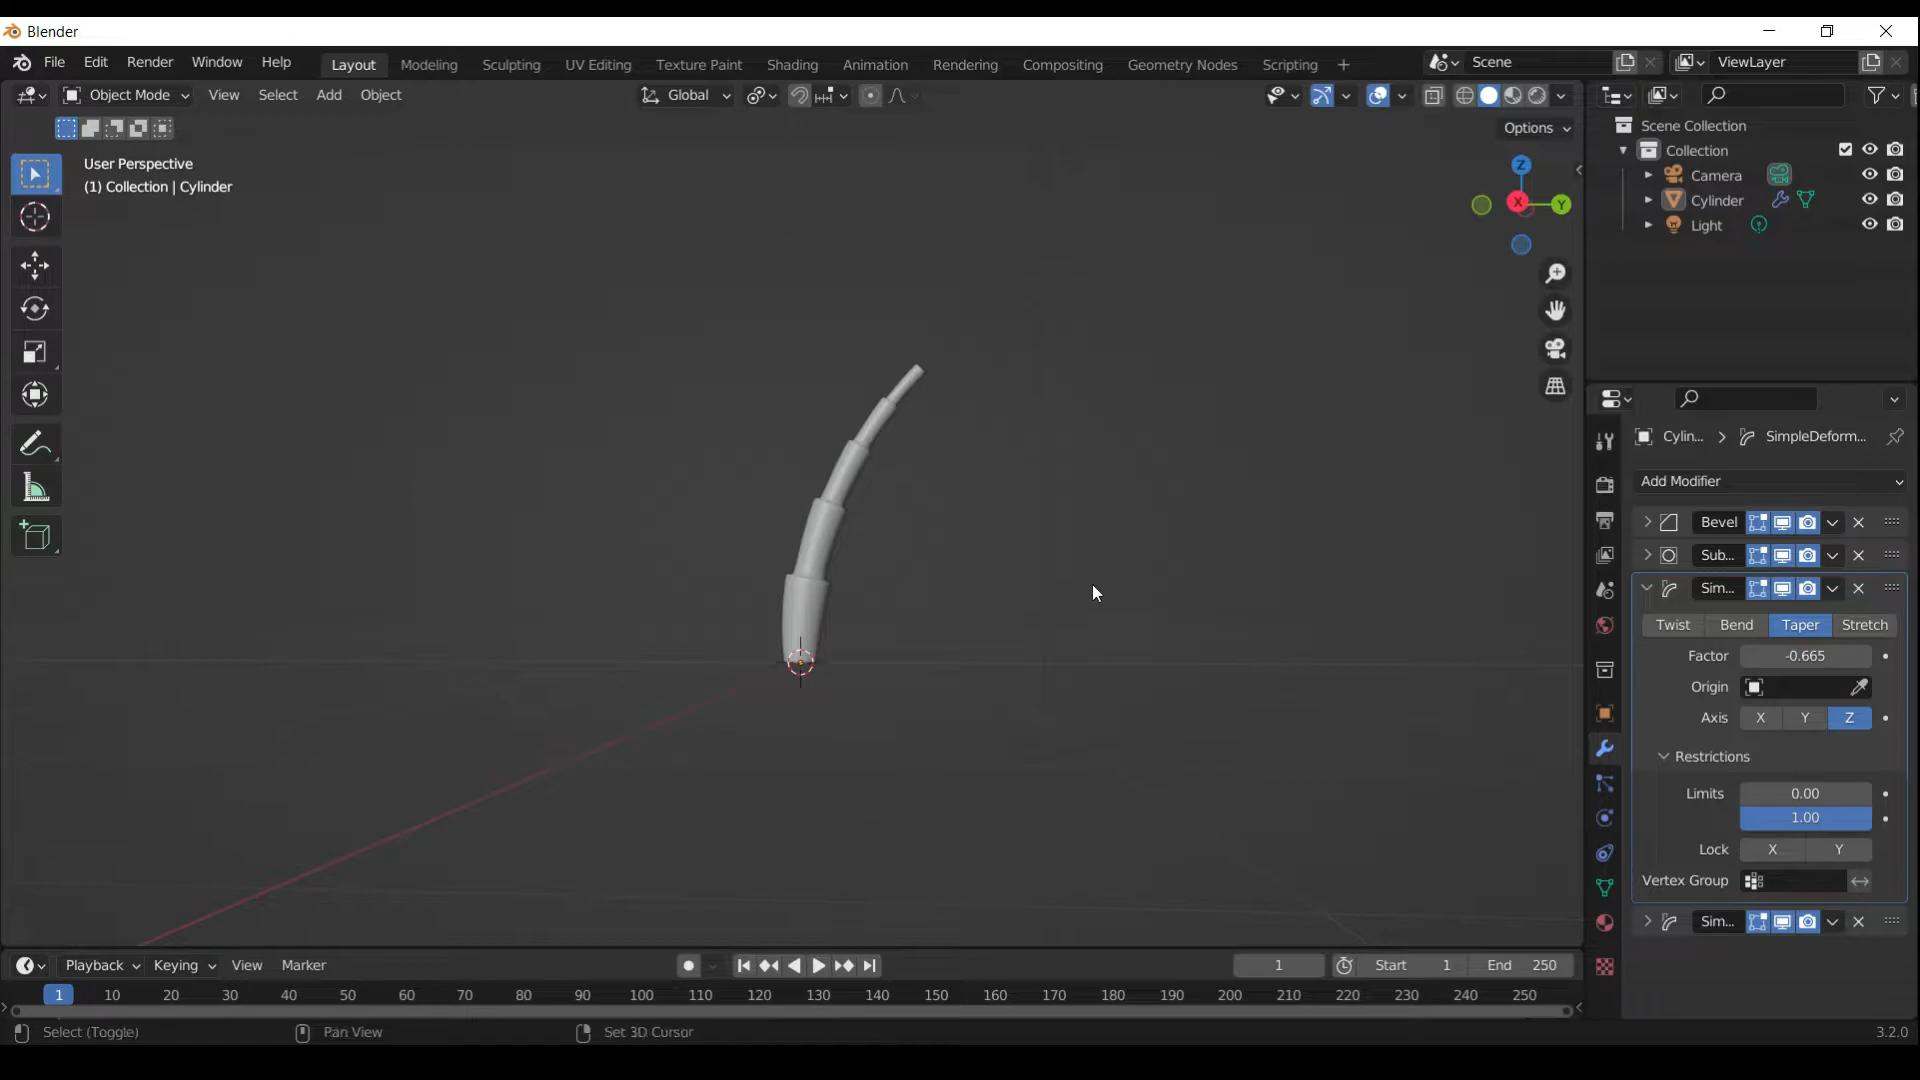 Blender
File Edit Render Window Help Layout Modeling Sculpting UV Editing Texture Paint Shading Animation Rendering Compositing Geometry Nodes Scripting + Scene ViewLayer
Object Mode View Select Add Object Global
Options
User Perspective
(1) Collection | Cylinder
Z
X
Y
Scene Collection
Collection
Camera
Cylinder
Light
Cylin... > SimpleDeform...
Add Modifier
Bevel
Sub...
Sim...
Twist Bend Taper Stretch
Factor -0.665
Origin
Axis X Y Z
Restrictions
Limits 0.00
1.00
Lock X Y
Vertex Group
Sim...
Playback Keying View Marker 1 Start 1 End 250
1 10 20 30 40 50 60 70 80 90 100 110 120 130 140 150 160 170 180 190 200 210 220 230 240 250
Select (Toggle) Pan View Set 3D Cursor 3.2.0